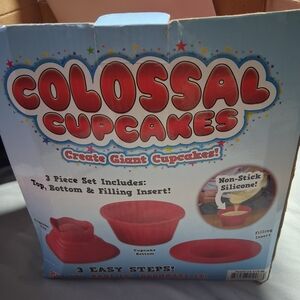 COLOSSAL
CUPCAKES
Create Giant Cupcakes!
3 Piece Set Includes:
Top, Bottom & Filling Insert!
Non-Stick
Silicone!
Cupcake
Bottom
Filling
Insert
3 EASY STEPS!